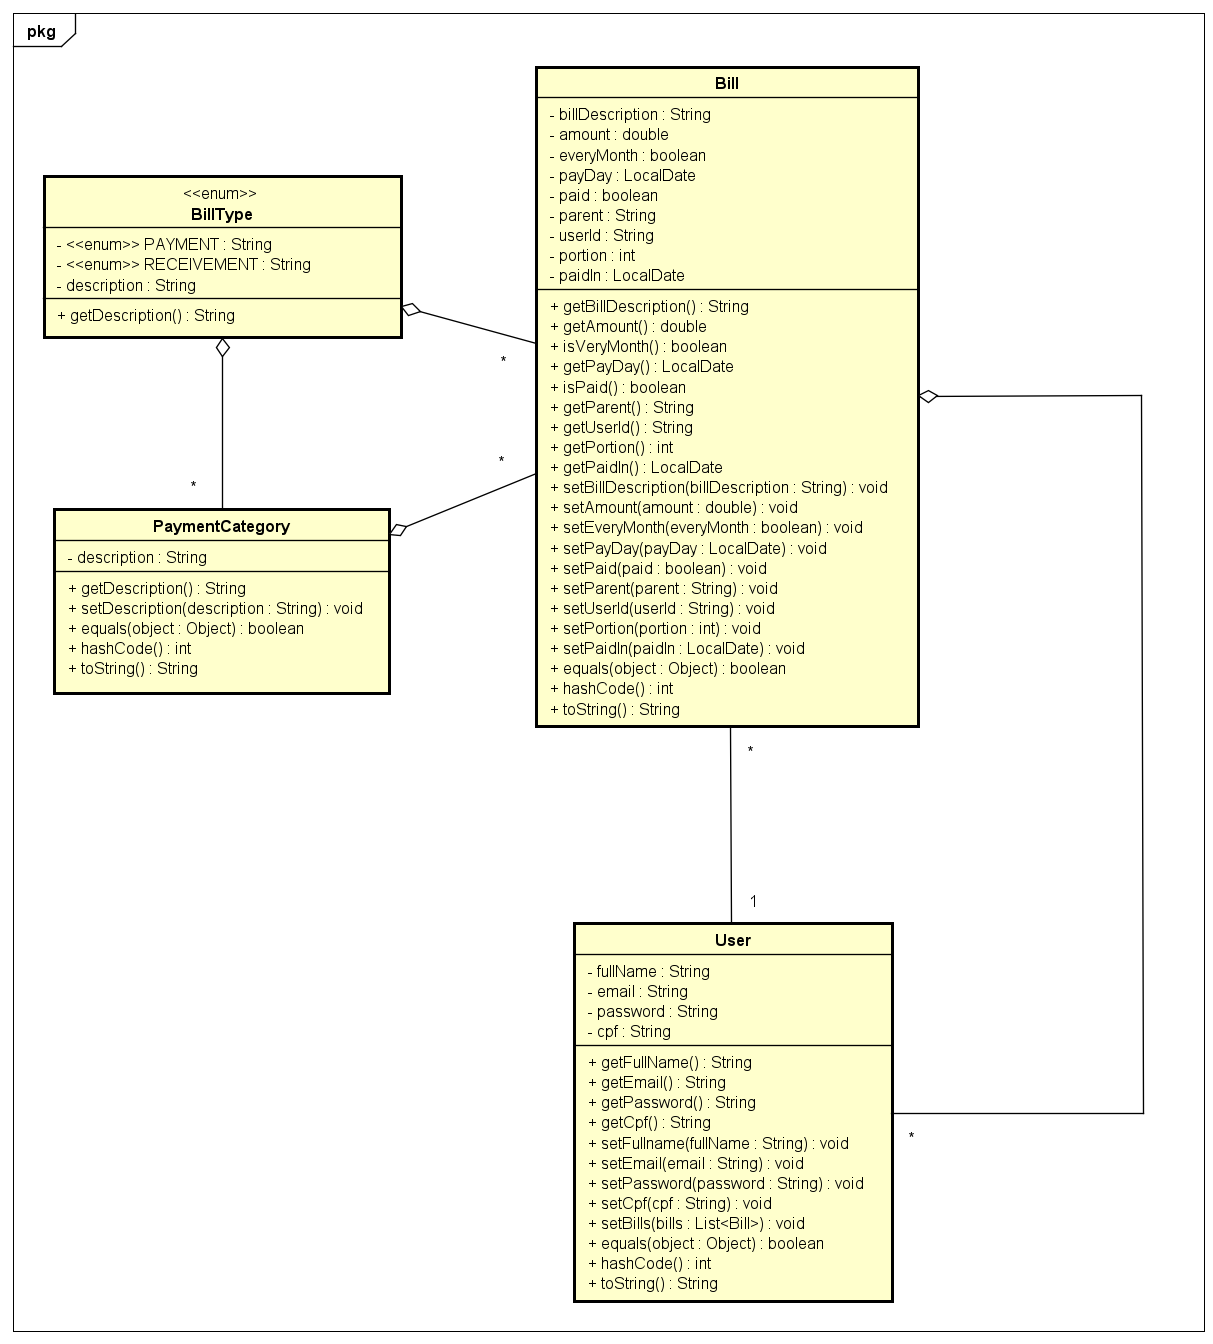 pkg
Bill
- billDescription : String
- amount : double
- everyMonth : boolean
- payDay : LocalDate
- paid : boolean
- parent : String
- userId : String
- portion : int
- paidIn : LocalDate
+ getBillDescription() : String
+ getAmount() : double
+ isVeryMonth() : boolean
+ getPayDay() : LocalDate
+ isPaid() : boolean
+ getParent() : String
+ getUserId() : String
+ getPortion() : int
+ getPaidIn() : LocalDate
+ setBillDescription(billDescription : String) : void
+ setAmount(amount : double) : void
+ setEveryMonth(everyMonth : boolean) : void
+ setPayDay(payDay : LocalDate) : void
+ setPaid(paid : boolean) : void
+ setParent(parent : String) : void
+ setUserId(userId : String) : void
+ setPortion(portion : int) : void
+ setPaidIn(paidIn : LocalDate) : void
+ equals(object : Object) : boolean
+ hashCode() : int
+ toString() : String
<<enum>>
BillType
- <<enum>> PAYMENT : String
- <<enum>> RECEIVEMENT : String
- description : String
+ getDescription() : String
*
*
*
PaymentCategory
- description : String
+ getDescription() : String
+ setDescription(description : String) : void
+ equals(object : Object) : boolean
+ hashCode() : int
+ toString() : String
*
1
User
- fullName : String
- email : String
- password : String
- cpf : String
+ getFullName() : String
+ getEmail() : String
+ getPassword() : String
+ getCpf() : String
+ setFullname(fullName : String) : void
+ setEmail(email : String) : void
+ setPassword(password : String) : void
+ setCpf(cpf : String) : void
+ setBills(bills : List<Bill>) : void
+ equals(object : Object) : boolean
+ hashCode() : int
+ toString() : String
*